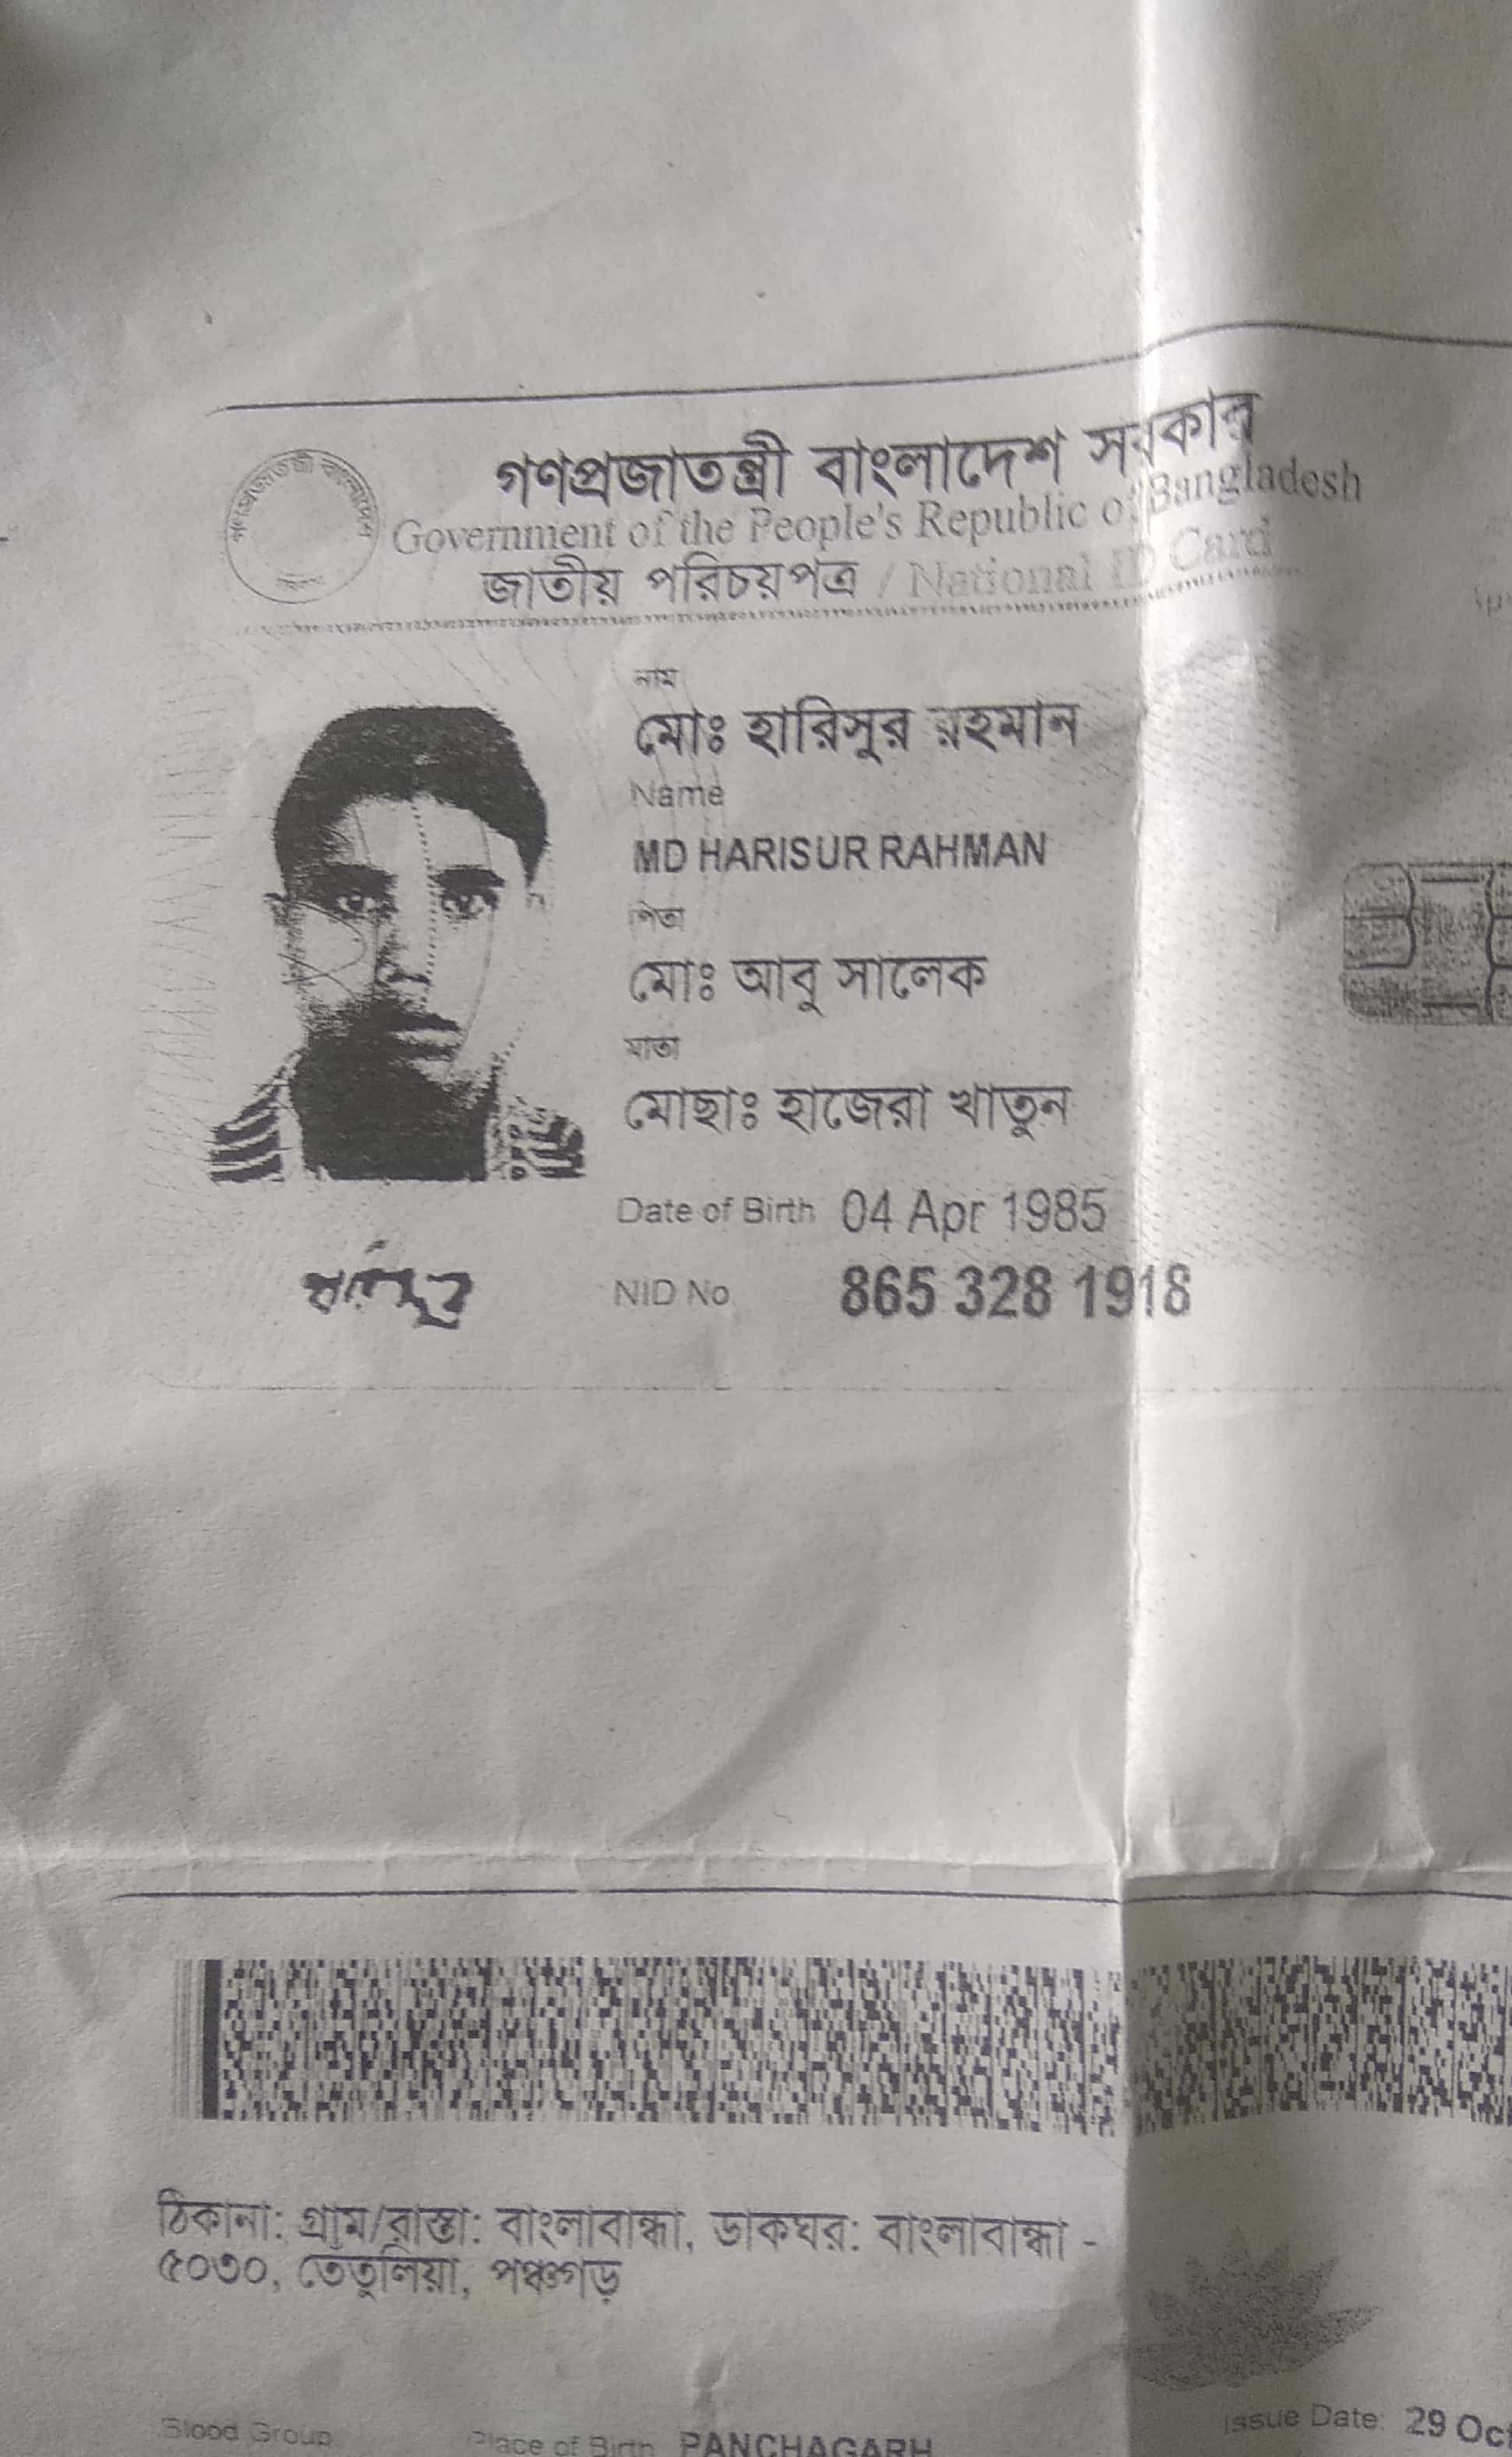 গণপ্রজাতন্ত্রী বাংলাদেশ সরকার
Government of the People's Republic of Bangladesh
জাতীয় পরিচয়পত্র / National ID Card
নাম
মোঃ হারিসুর রহমান
Name
MD HARISUR RAHMAN
পিতা
মোঃ আবু সালেক
মাতা
মোছাঃ হাজেরা খাতুন
Date of Birth 04 Apr 1985
NID No 865 328 1918
ঠিকানা: গ্রাম/রাস্তা: বাংলাবান্ধা, ডাকঘর: বাংলাবান্ধা -
৫০৩০, তেঁতুলিয়া, পঞ্চগড়
Blood Group Place of Birth PANCHAGARH Issue Date: 29 Oct